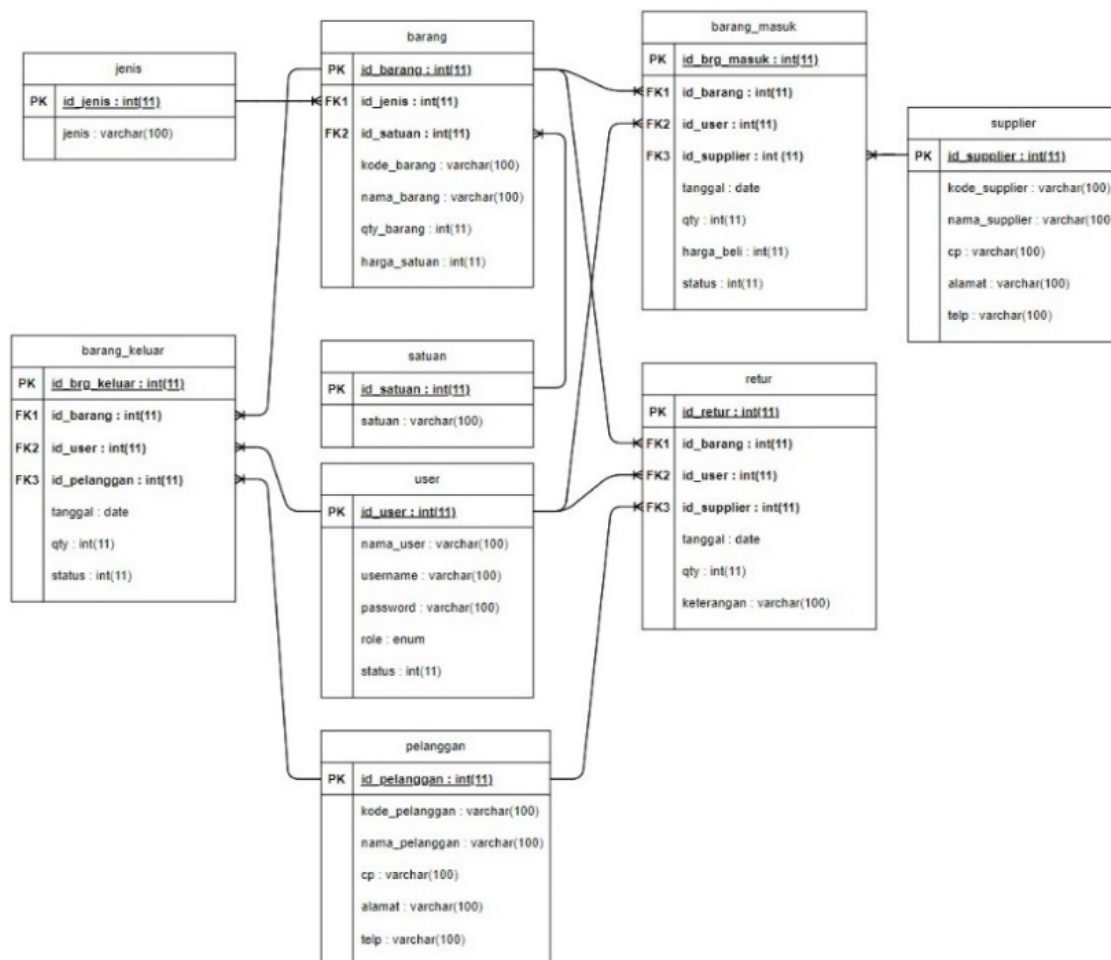 jenis
PK id_jenis : int(11)
jenis : varchar(100)
barang
PK id_barang : int(11)
FK1 id_jenis : int(11)
FK2 id_satuan : int(11)
kode_barang : varchar(100)
nama_barang : varchar(100)
qty_barang : int(11)
harga_satuan : int(11)
barang_masuk
PK id_brg_masuk : int(11)
FK1 id_barang : int(11)
FK2 id_user : int(11)
FK3 id_supplier : int (11)
tanggal : date
qty : int(11)
harga_beli : int(11)
status : int(11)
supplier
PK id_supplier : int(11)
kode_supplier : varchar(100)
nama_supplier : varchar(100
cp : varchar(100)
alamat : varchar(100)
telp : varchar(100)
barang_keluar
PK id_brg_keluar : int(11)
FK1 id_barang : int(11)
FK2 id_user : int(11)
FK3 id_pelanggan : int(11)
tanggal : date
qty : int(11)
status : int(11)
satuan
PK id_satuan : int(11)
satuan : varchar(100)
user
PK id_user : int(11)
nama_user : varchar(100)
username : varchar(100)
password : varchar(100)
role : enum
status : int(11)
retur
PK id_retur : int(11)
FK1 id_barang : int(11)
FK2 id_user : int(11)
FK3 id_supplier : int(11)
tanggal : date
qty : int(11)
keterangan : varchar(100)
pelanggan
PK id_pelanggan : int(11)
kode_pelanggan : varchar(100)
nama_pelanggan : varchar(100)
cp : varchar(100)
alamat : varchar(100)
telp : varchar(100)